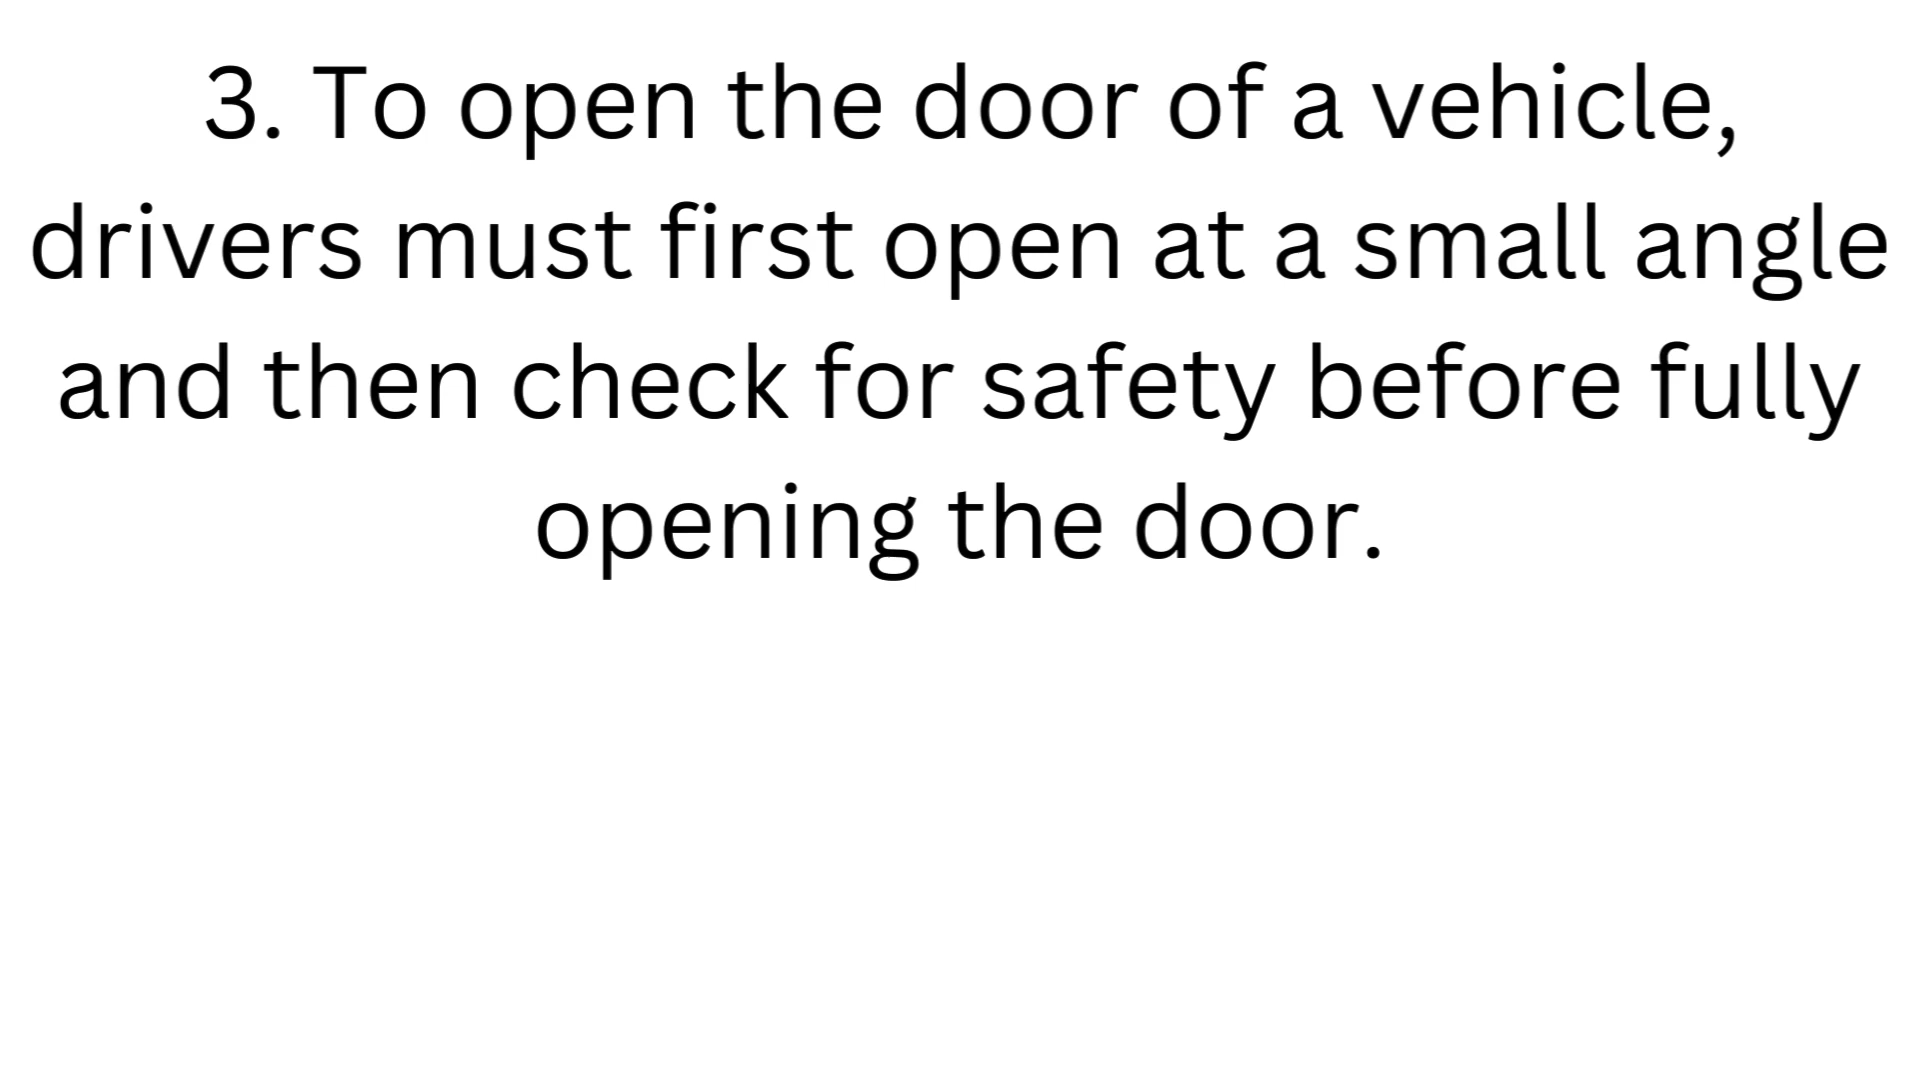 3. To open the door of a vehicle,
drivers must first open at a small angle
and then check for safety before fully
opening the door.